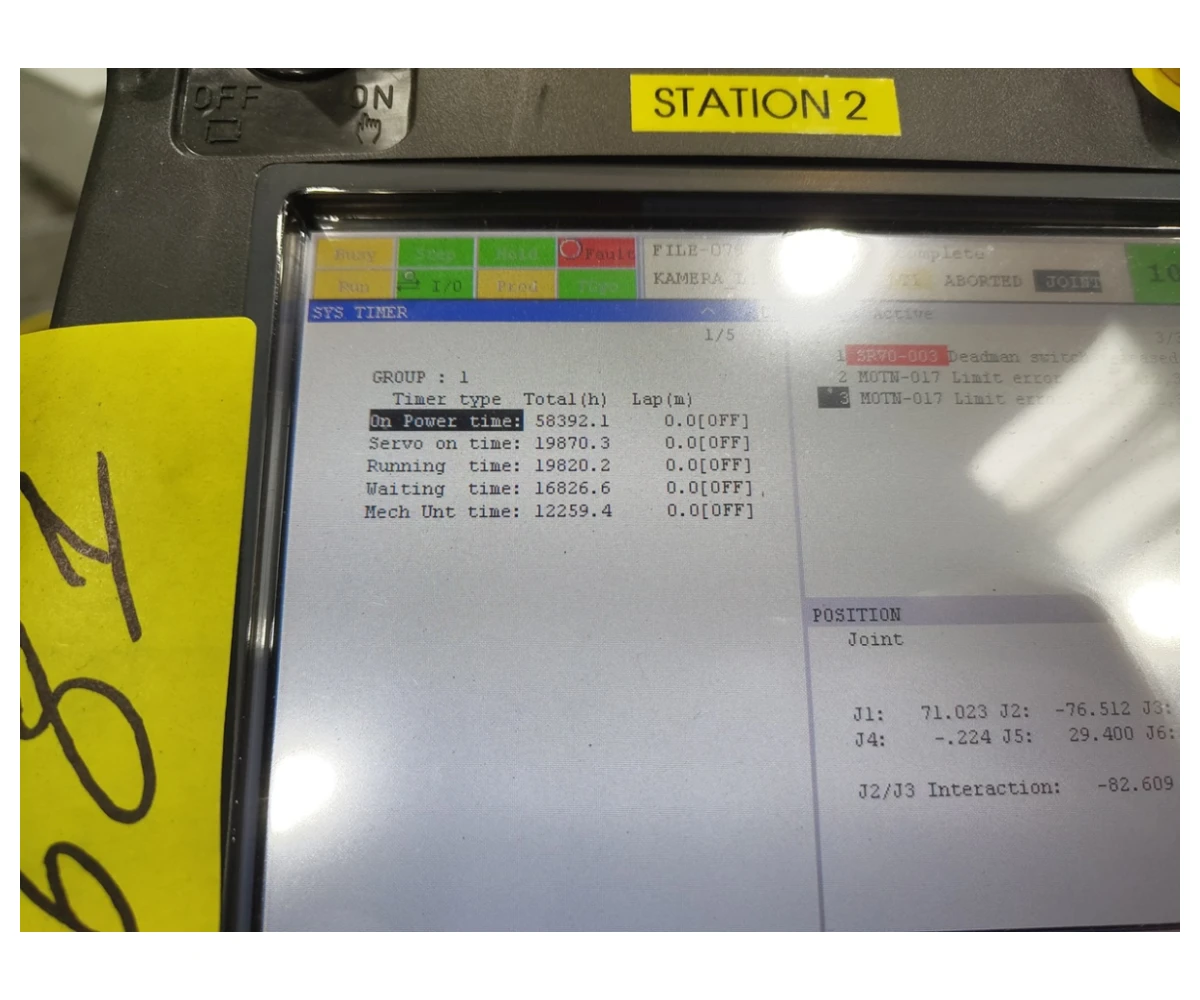 OFF ON
STATION 2
Busy Step Hold Fault
FILE-07
Run I/O Prod
KAMERA
ABORTED JOINT
10
SYS TIMER
Active
1/5
GROUP : 1
Timer type Total(h) Lap(m)
On Power time: 58392.1 0.0[OFF]
Servo on time: 19870.3 0.0[OFF]
Running time: 19820.2 0.0[OFF]
Waiting time: 16826.6 0.0[OFF]
Mech Unt time: 12259.4 0.0[OFF]
1 SRVO-003 Deadman switch
2 MOTN-017 Limit error
3 MOTN-017 Limit
POSITION
Joint
J1: 71.023 J2: -76.512 J3:
J4: -.224 J5: 29.400 J6:
J2/J3 Interaction: -82.609